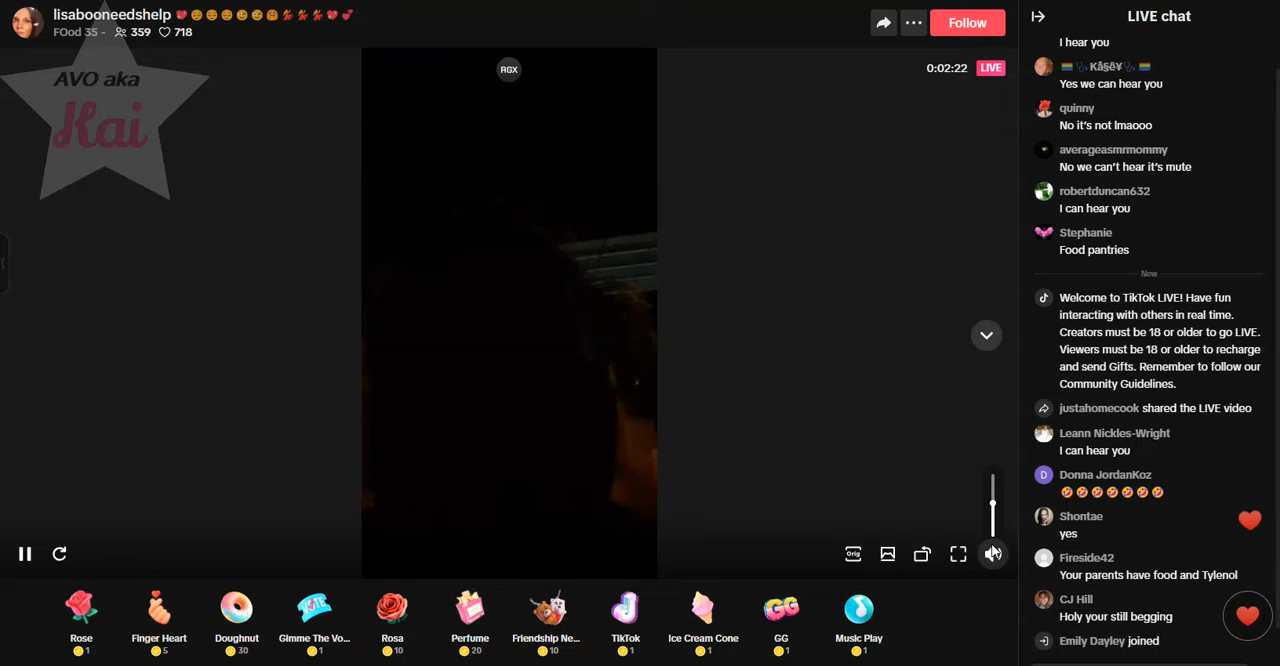 lisabooneedshelp 💖😔😔😔🥲🥲🤗💃💃💃💖💕
FOod 35 - 359 718
Follow
LIVE chat
AVO aka
Kai
RGX
0:02:22 LIVE
I hear you
🏳️‍🌈🩺Kå§ê¥🩺🏳️‍🌈
Yes we can hear you
quinny
No it's not lmaooo
averageasmrmommy
No we can't hear it's mute
robertduncan632
I can hear you
Stephanie
Food pantries
New
Welcome to TikTok LIVE! Have fun
interacting with others in real time.
Creators must be 18 or older to go LIVE.
Viewers must be 18 or older to recharge
and send Gifts. Remember to follow our
Community Guidelines.
justahomecook shared the LIVE video
Leann Nickles-Wright
I can hear you
D
Donna JordanKoz
🤣🤣🤣🤣🤣🤣🤣
Shontae
yes
Fireside42
Your parents have food and Tylenol
CJ Hill
Holy your still begging
Emily Dayley joined
Orig
Rose
1
Finger Heart
5
Doughnut
30
Gimme The Vo...
1
Rosa
10
Perfume
20
Friendship Ne...
10
TikTok
1
Ice Cream Cone
1
GG
GG
1
Music Play
1